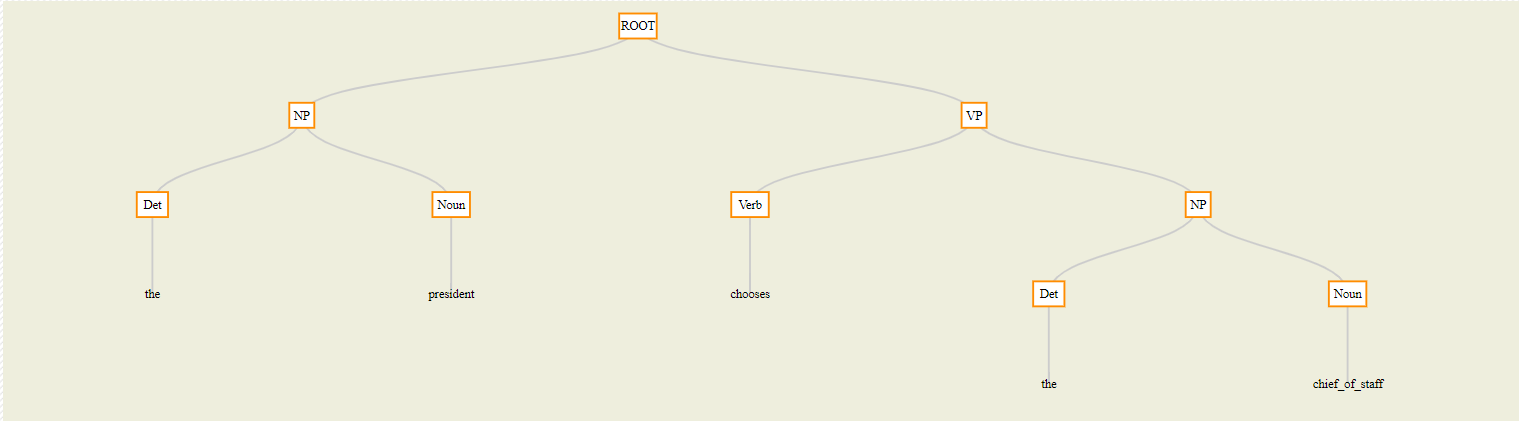 ROOT
NP VP
Det Noun Verb NP
the president chooses Det Noun
the chief_of_staff